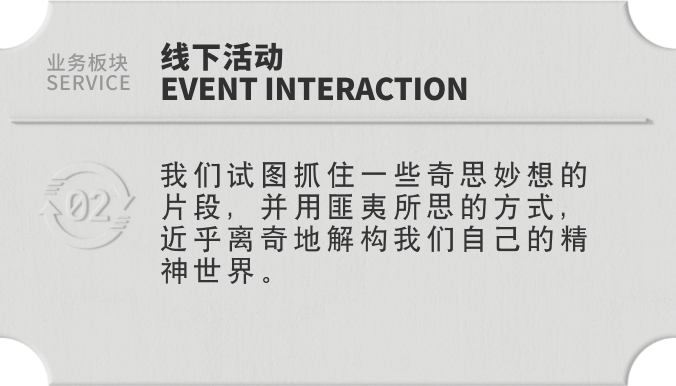 业务板块
SERVICE
线下活动
EVENT INTERACTION
02
我们试图抓住一些奇思妙想的
片段，并用匪夷所思的方式，
近乎离奇地解构我们自己的精
神世界。